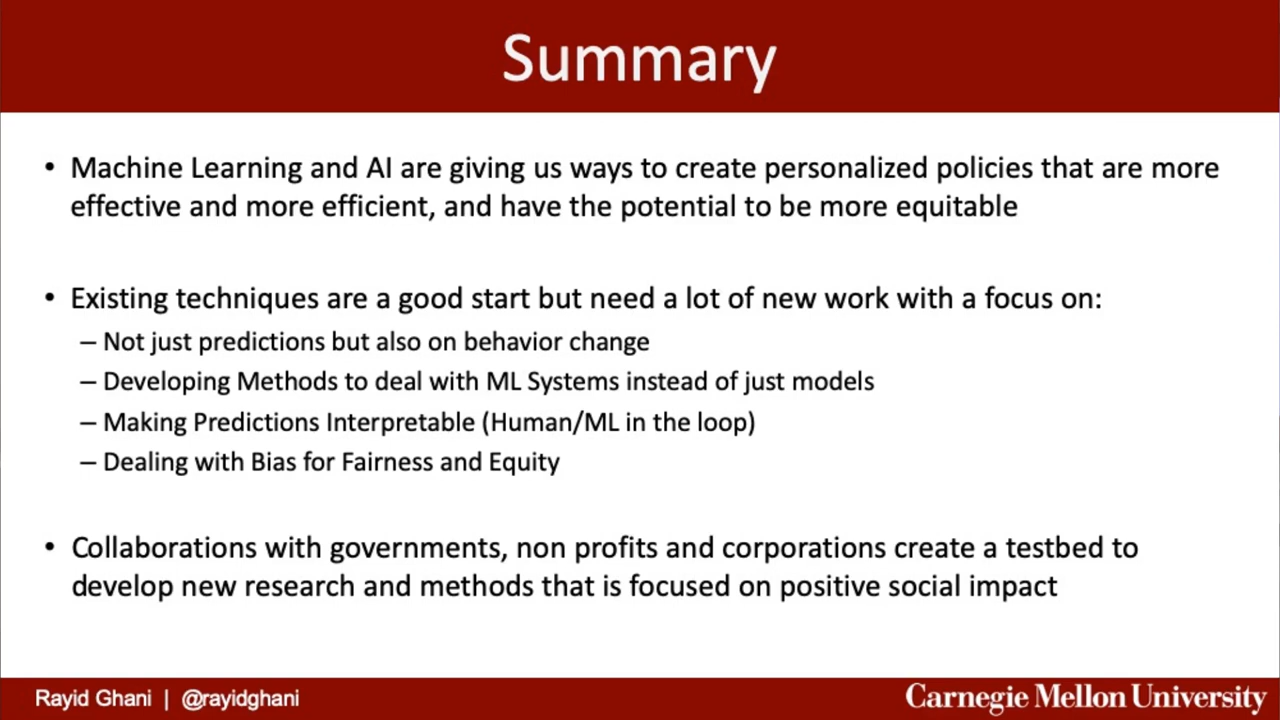 Summary
• Machine Learning and AI are giving us ways to create personalized policies that are more
effective and more efficient, and have the potential to be more equitable
• Existing techniques are a good start but need a lot of new work with a focus on:
– Not just predictions but also on behavior change
– Developing Methods to deal with ML Systems instead of just models
– Making Predictions Interpretable (Human/ML in the loop)
– Dealing with Bias for Fairness and Equity
• Collaborations with governments, non profits and corporations create a testbed to
develop new research and methods that is focused on positive social impact
Rayid Ghani | @rayidghani
Carnegie Mellon University